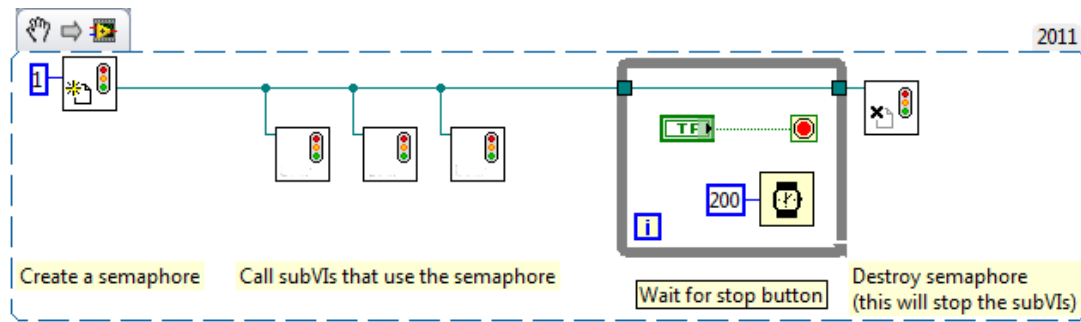 2011
1
TF
200
i
Create a semaphore
Call subVIs that use the semaphore
Wait for stop button
Destroy semaphore
(this will stop the subVIs)